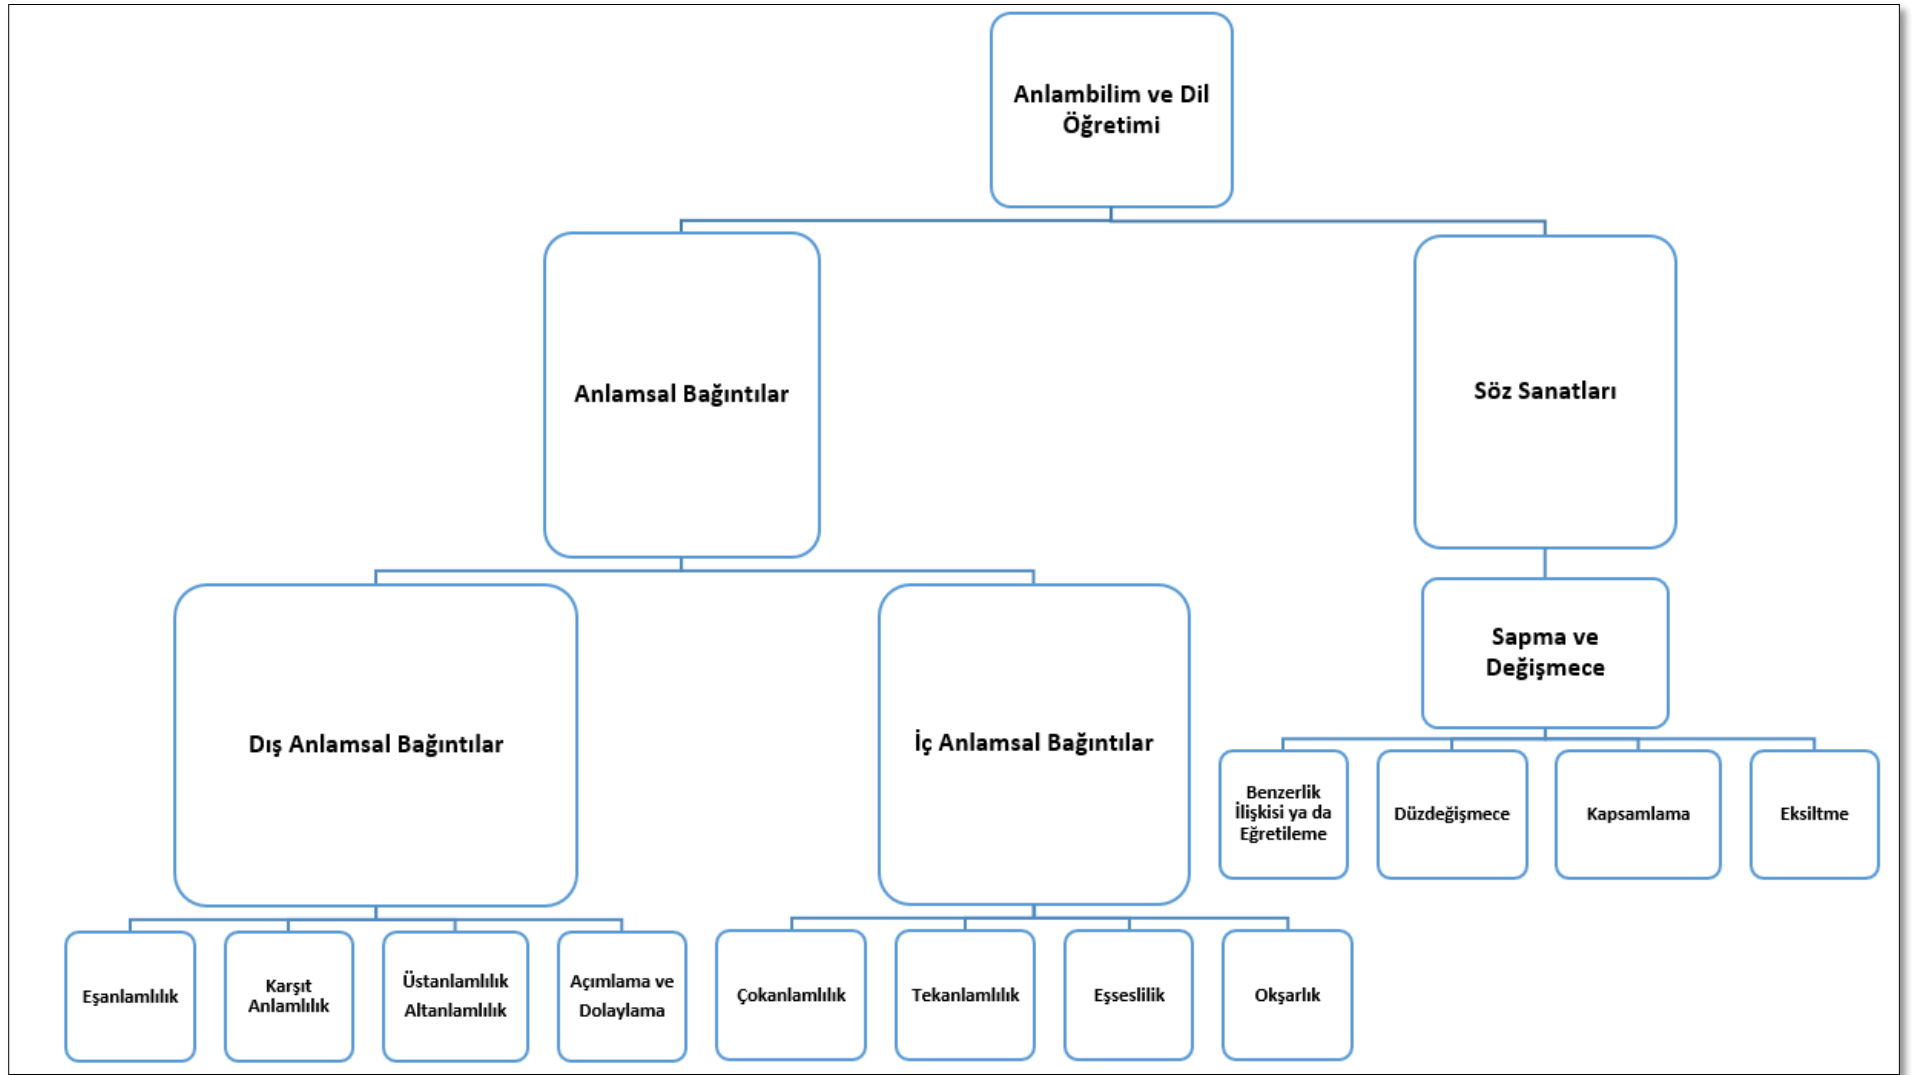 Anlambilim ve Dil
Öğretimi
Anlamsal Bağıntılar
Söz Sanatları
Dış Anlamsal Bağıntılar
İç Anlamsal Bağıntılar
Sapma ve
Değişmece
Benzerlik
İlişkisi ya da
Eğretileme
Düzdeğişmece
Kapsamlama
Eksiltme
Eşanlamlılık
Karşıt
Anlamlılık
Üstanlamlılık
Altanlamlılık
Açımlama ve
Dolaylama
Çokanlamlılık
Tekanlamlılık
Eşseslilik
Okşarlık